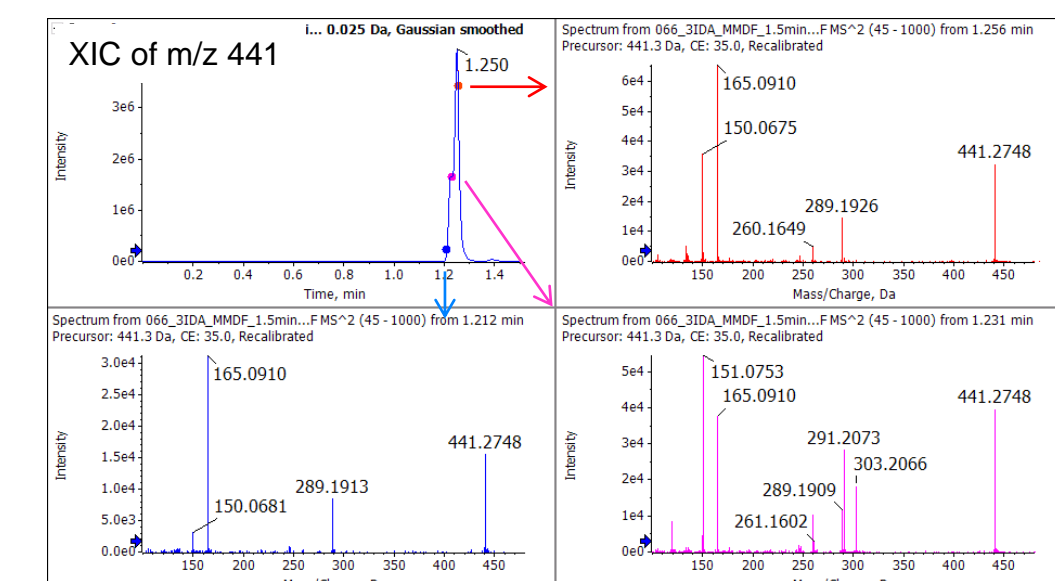 XIC of m/z 441
i... 0.025 Da, Gaussian smoothed
1.250
Intensity
3e6
2e6
1e6
0e0
0.2 0.4 0.6 0.8 1.0 1.2 1.4
Time, min
Spectrum from 066_3IDA_MMDF_1.5min...F MS^2 (45 - 1000) from 1.256 min
Precursor: 441.3 Da, CE: 35.0, Recalibrated
Intensity
6e4
5e4
4e4
3e4
2e4
1e4
0e0
165.0910
150.0675
441.2748
289.1926
260.1649
150 200 250 300 350 400 450
Mass/Charge, Da
Spectrum from 066_3IDA_MMDF_1.5min...F MS^2 (45 - 1000) from 1.212 min
Precursor: 441.3 Da, CE: 35.0, Recalibrated
Intensity
3.0e4
2.5e4
2.0e4
1.5e4
1.0e4
5.0e3
0.0e0
165.0910
441.2748
289.1913
150.0681
150 200 250 300 350 400 450
Spectrum from 066_3IDA_MMDF_1.5min...F MS^2 (45 - 1000) from 1.231 min
Precursor: 441.3 Da, CE: 35.0, Recalibrated
Intensity
5e4
4e4
3e4
2e4
1e4
0e0
151.0753
165.0910
441.2748
291.2073
303.2066
289.1909
261.1602
150 200 250 300 350 400 450